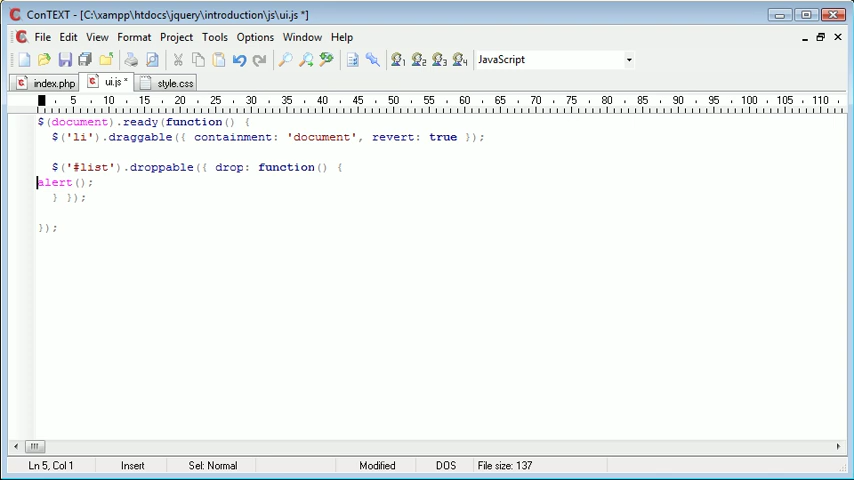 ConTEXT - [C:\xampp\htdocs\jquery\introduction\js\ui.js *]
File Edit View Format Project Tools Options Window Help
JavaScript
index.php ui.js * style.css
5 10 15 20 25 30 35 40 45 50 55 60 65 70 75 80 85 90 95 100 105 110
$(document).ready(function() {
$('li').draggable({ containment: 'document', revert: true });
$('#list').droppable({ drop: function() {
alert();
} });
});
Ln 5, Col 1 Insert Sel: Normal Modified DOS File size: 137